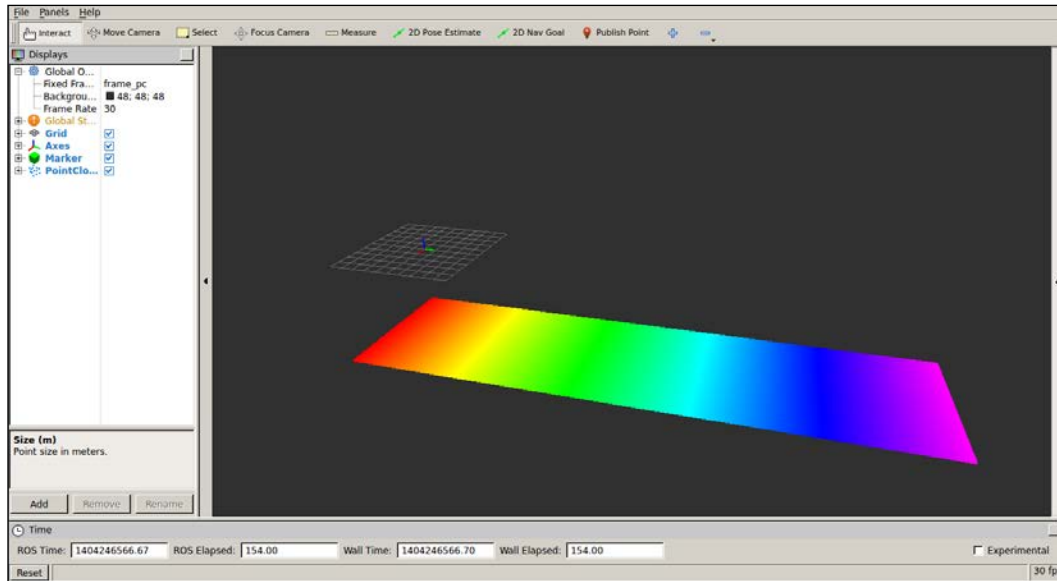 File Panels Help
Interact Move Camera Select Focus Camera Measure 2D Pose Estimate 2D Nav Goal Publish Point
Displays
Global O...
Fixed Fra... frame_pc
Backgrou... 48; 48; 48
Frame Rate 30
Global St...
Grid
Axes
Marker
PointClo...
Size (m)
Point size in meters.
Add Remove Rename
Time
ROS Time: 1404246566.67 ROS Elapsed: 154.00 Wall Time: 1404246566.70 Wall Elapsed: 154.00 Experimental
Reset 30 fp